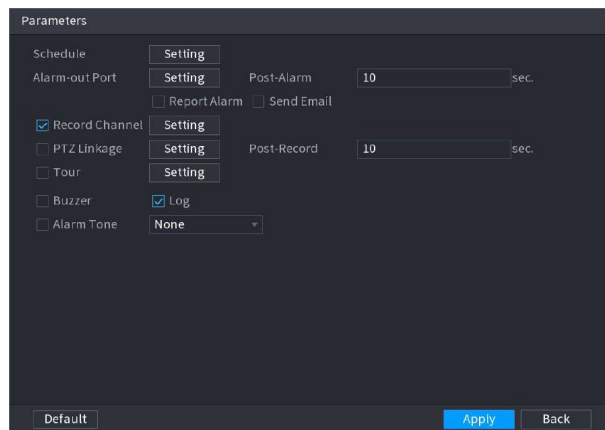 Parameters
Schedule Setting
Alarm-out Port Setting Post-Alarm 10 sec.
Report Alarm Send Email
Record Channel Setting
PTZ Linkage Setting Post-Record 10 sec.
Tour Setting
Buzzer Log
Alarm Tone None
Default Apply Back